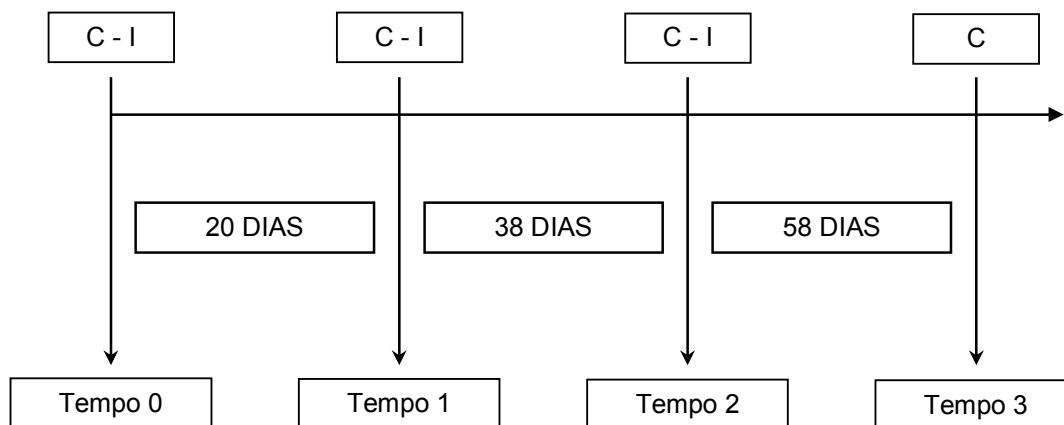 C - I
C - I
C - I
C
20 DIAS
38 DIAS
58 DIAS
Tempo 0
Tempo 1
Tempo 2
Tempo 3